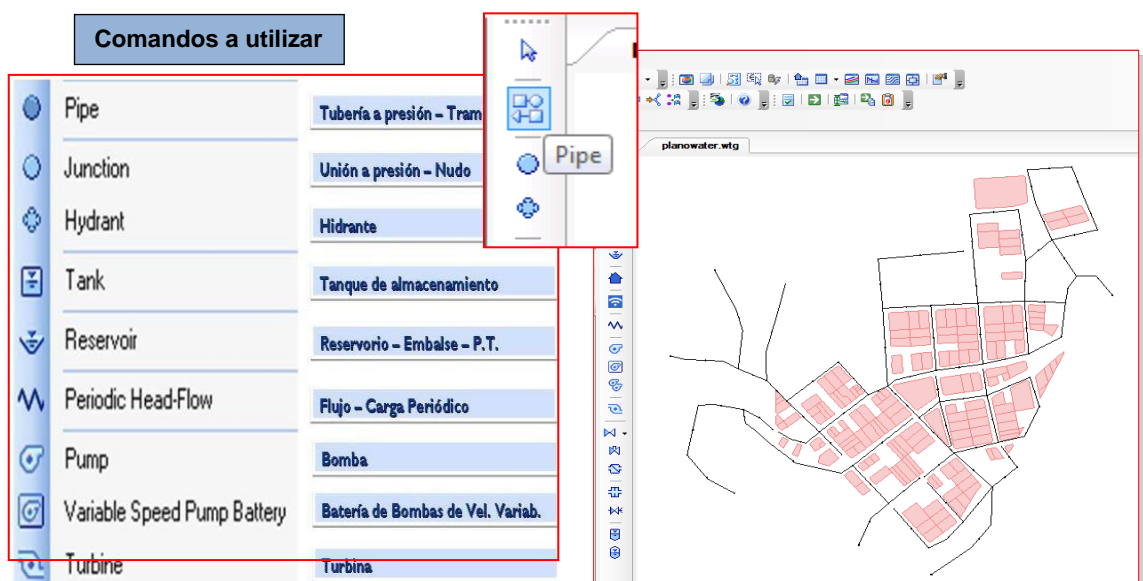 Comandos a utilizar
Pipe
Tubería a presión – Tram
Junction
Unión a presión – Nudo
Hydrant
Hidrante
Tank
Tanque de almacenamiento
Reservoir
Reservorio – Embalse – P.T.
Periodic Head-Flow
Flujo – Carga Periódico
Pump
Bomba
Variable Speed Pump Battery
Batería de Bombas de Vel. Variab.
Turbine
Turbina
Pipe
planowater.wtg